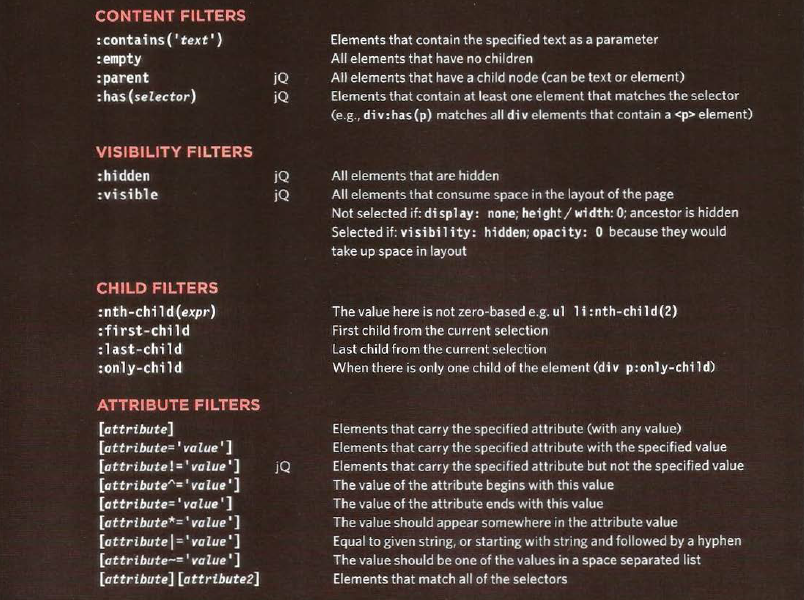 CONTENT FILTERS
:contains('text') Elements that contain the specified text as a parameter
:empty All elements that have no children
:parent jQ All elements that have a child node (can be text or element)
:has(selector) jQ Elements that contain at least one element that matches the selector
(e.g., div:has(p) matches all div elements that contain a <p> element)
VISIBILITY FILTERS
:hidden jQ All elements that are hidden
:visible jQ All elements that consume space in the layout of the page
Not selected if: display: none; height / width: 0; ancestor is hidden
Selected if: visibility: hidden; opacity: 0 because they would
take up space in layout
CHILD FILTERS
:nth-child(expr) The value here is not zero-based e.g. ul li:nth-child(2)
:first-child First child from the current selection
:last-child Last child from the current selection
:only-child When there is only one child of the element (div p:only-child)
ATTRIBUTE FILTERS
[attribute] Elements that carry the specified attribute (with any value)
[attribute='value'] Elements that carry the specified attribute with the specified value
[attribute!='value'] jQ Elements that carry the specified attribute but not the specified value
[attribute^='value'] The value of the attribute begins with this value
[attribute='value'] The value of the attribute ends with this value
[attribute*='value'] The value should appear somewhere in the attribute value
[attribute|='value'] Equal to given string, or starting with string and followed by a hyphen
[attribute~='value'] The value should be one of the values in a space separated list
[attribute][attribute2] Elements that match all of the selectors